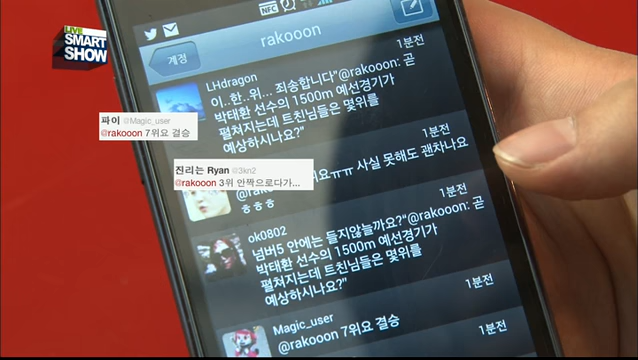 LIVE
SMART
SHOW
NFC
rakooon
계정
LHdragon
1분전
이..한..위... 죄송합니다"@rakooon: 곧
박태환 선수의 1500m 예선경기가
펼쳐지는데 트친님들은 몇위를
예상하시나요?"
파이 @Magic_user
@rakooon 7위요 결승
1분전
진리는 Ryan @3kn2
@rakooon 3위 안짝으로다가...
요ㅠㅠ 사실 못해도 괜차나요
@rako
ㅎㅎㅎ
ok0802
1분전
넘버5 안에는 들지않늘까요?"@rakooon: 곧
박태환 선수의 1500m 예선경기가
펼쳐지는데 트친님들은 몇위를
예상하시나요?"
1분전
Magic_user
@rakooon 7위요 결승
1분전